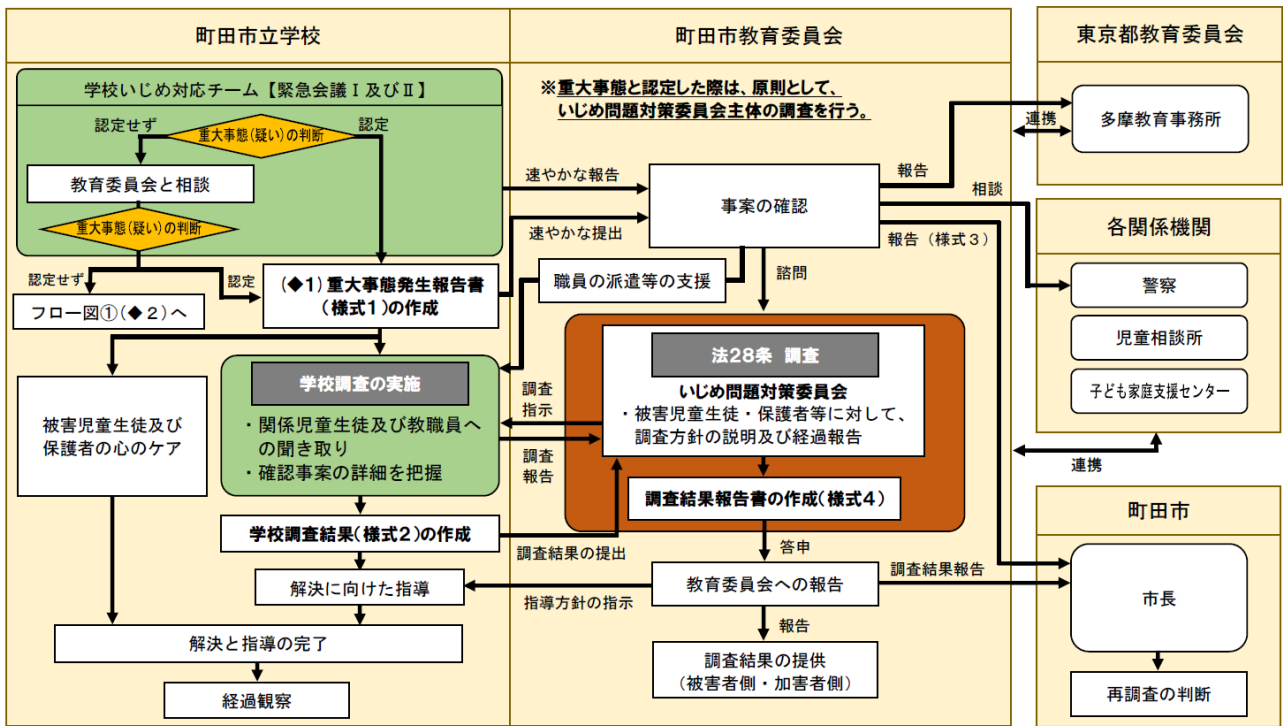 町田市立学校
学校いじめ対応チーム【緊急会議Ⅰ及びⅡ】
認定せず
重大事態(疑い)の判断
認定
教育委員会と相談
重大事態(疑い)の判断
認定せず
認定
フロー図①(◆2)へ
(◆1)重大事態発生報告書
(様式1)の作成
学校調査の実施
・関係児童生徒及び教職員へ
の聞き取り
・確認事案の詳細を把握
被害児童生徒及び
保護者の心のケア
学校調査結果(様式2)の作成
解決に向けた指導
解決と指導の完了
経過観察
町田市教育委員会
※重大事態と認定した際は、原則として、
いじめ問題対策委員会主体の調査を行う。
速やかな報告
速やかな提出
事案の確認
報告
相談
報告(様式3)
職員の派遣等の支援
諮問
法28条 調査
いじめ問題対策委員会
・被害児童生徒・保護者等に対して、
調査方針の説明及び経過報告
調査
指示
調査
報告
調査結果報告書の作成(様式4)
調査結果の提出
答申
教育委員会への報告
調査結果報告
指導方針の指示
報告
調査結果の提供
(被害者側・加害者側)
東京都教育委員会
連携
多摩教育事務所
各関係機関
警察
児童相談所
子ども家庭支援センター
連携
町田市
市長
再調査の判断